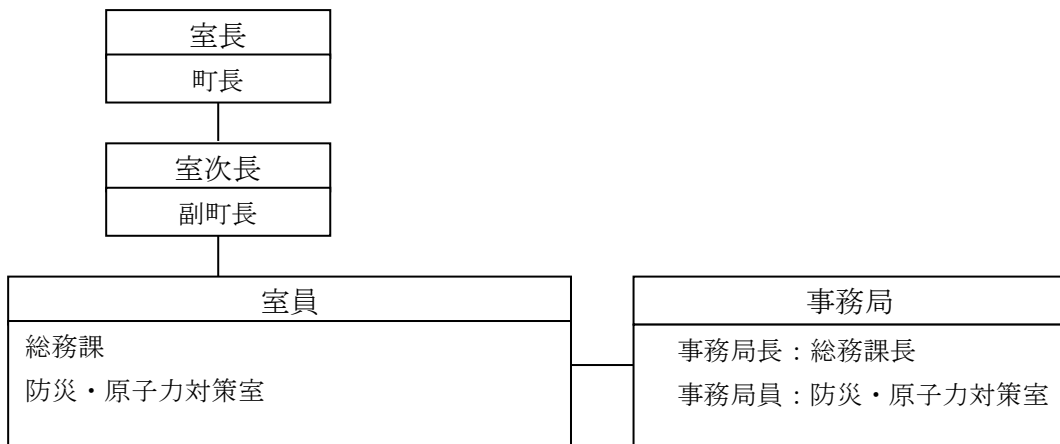 室長
町長
室次長
副町長
室員
総務課
防災・原子力対策室
事務局
事務局長：総務課長
事務局員：防災・原子力対策室